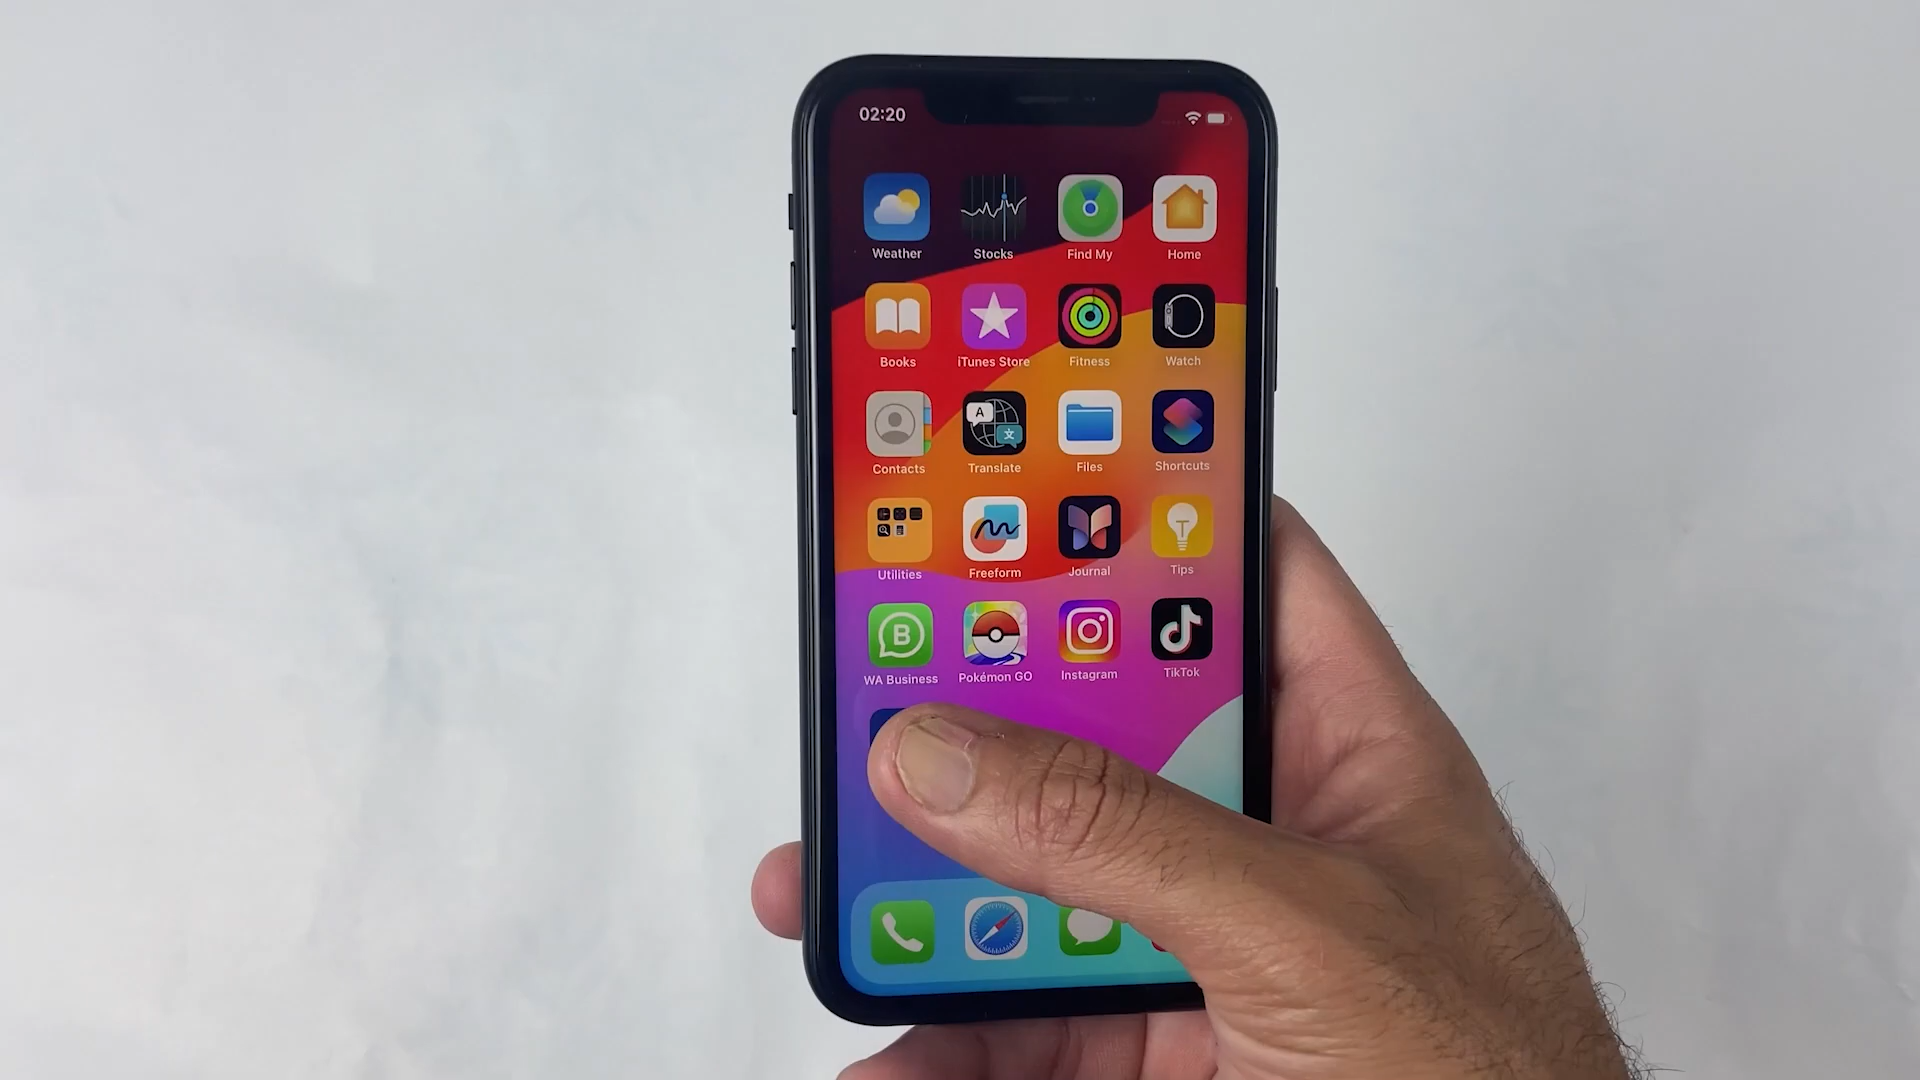 02:20
Weather Stocks Find My Home
Books iTunes Store Fitness Watch
A
文
Contacts Translate Files Shortcuts
Utilities Freeform Journal Tips
B
WA Business Pokémon GO Instagram TikTok